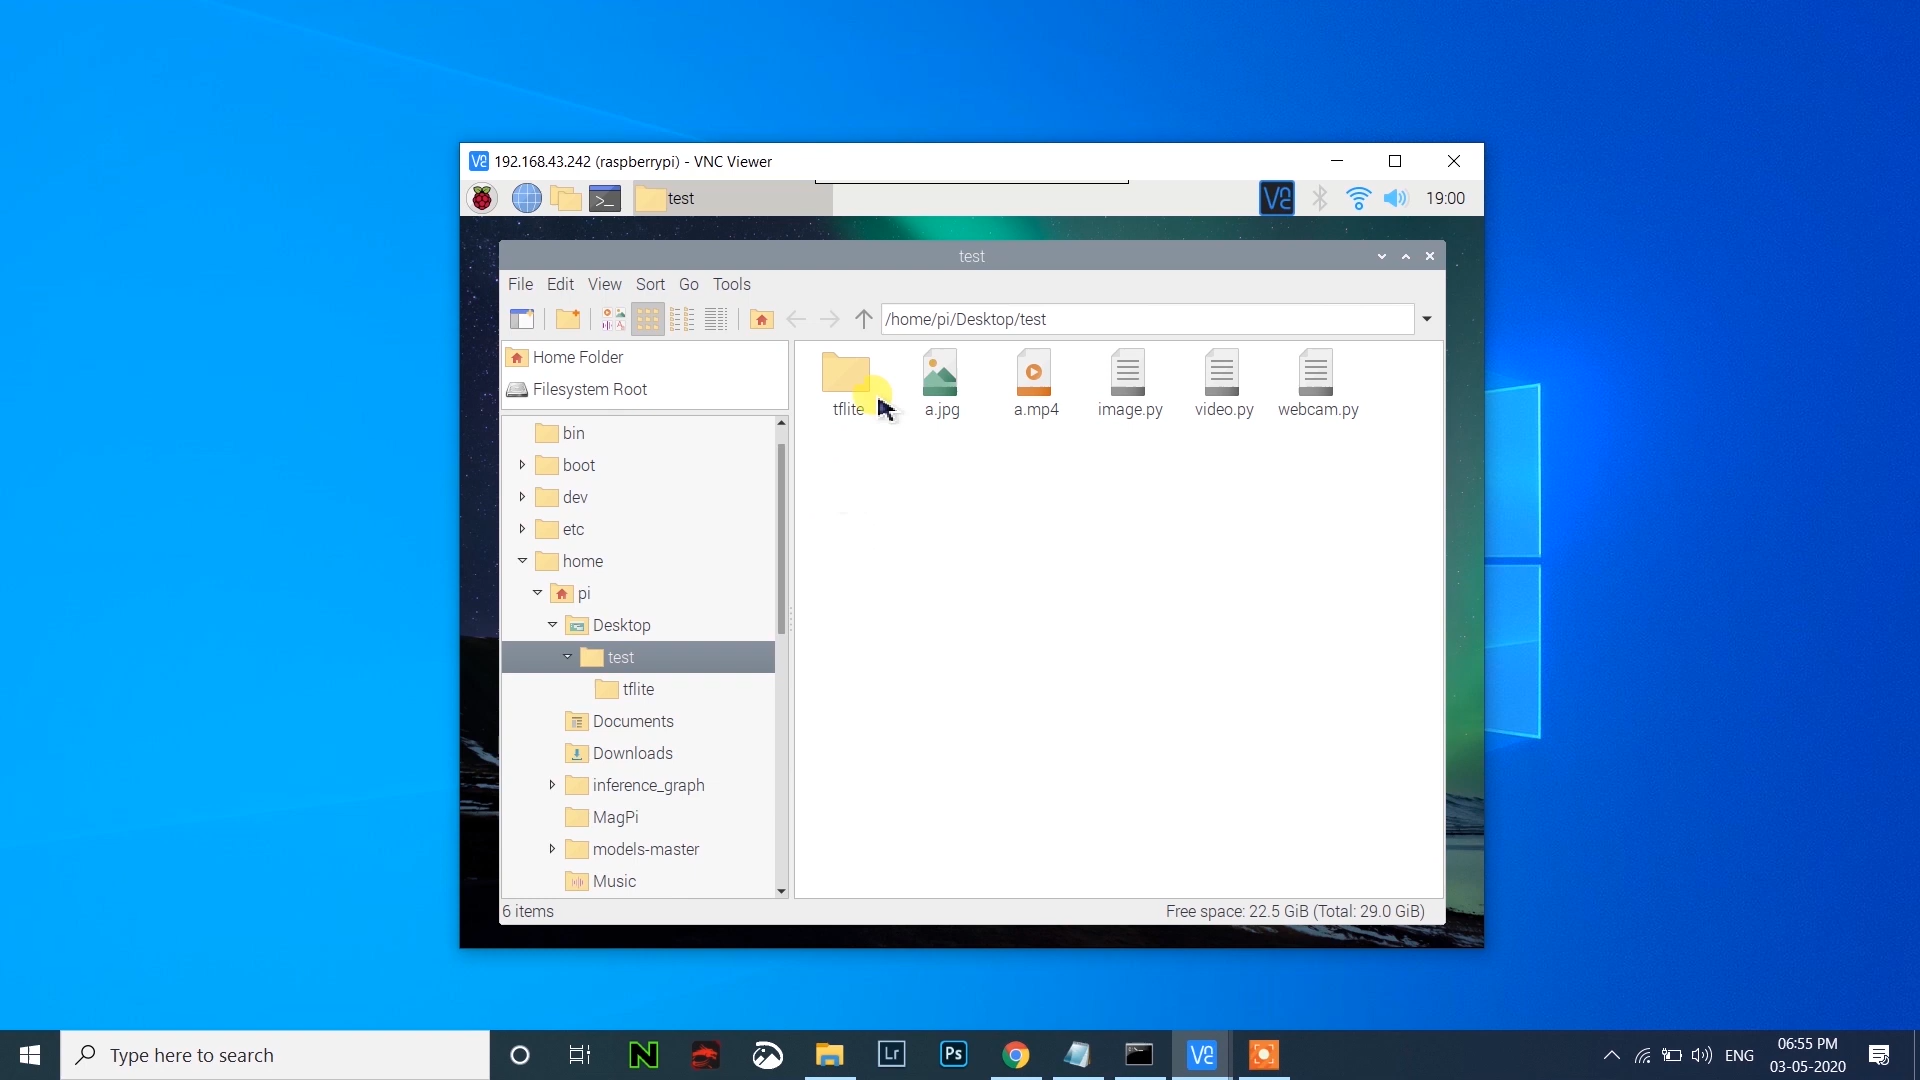 192.168.43.242 (raspberrypi) - VNC Viewer
test
19:00
test
File Edit View Sort Go Tools
/home/pi/Desktop/test
Home Folder
Filesystem Root
bin
boot
dev
etc
home
pi
Desktop
test
tflite
Documents
Downloads
inference_graph
MagPi
models-master
Music
tflite
a.jpg
a.mp4
image.py
video.py
webcam.py
6 items
Free space: 22.5 GiB (Total: 29.0 GiB)
Type here to search
Lr
Ps
ENG
06:55 PM
03-05-2020